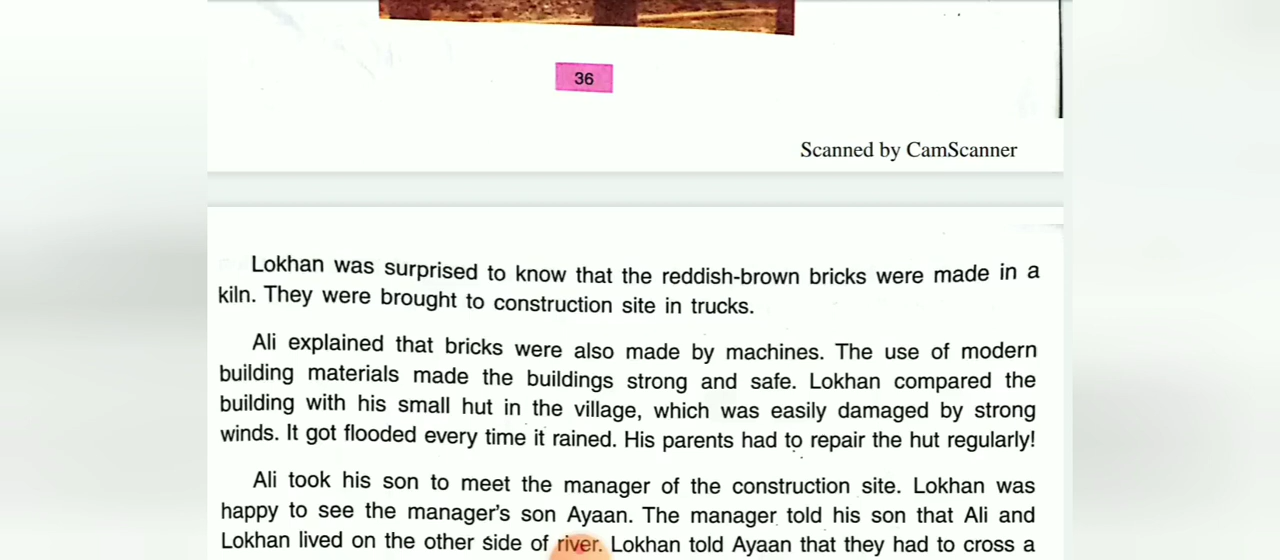 36
Scanned by CamScanner
Lokhan was surprised to know that the reddish-brown bricks were made in a
kiln. They were brought to construction site in trucks.
Ali explained that bricks were also made by machines. The use of modern
building materials made the buildings strong and safe. Lokhan compared the
building with his small hut in the village, which was easily damaged by strong
winds. It got flooded every time it rained. His parents had to repair the hut regularly!
Ali took his son to meet the manager of the construction site. Lokhan was
happy to see the manager's son Ayaan. The manager told his son that Ali and
Lokhan lived on the other side of river. Lokhan told Ayaan that they had to cross a